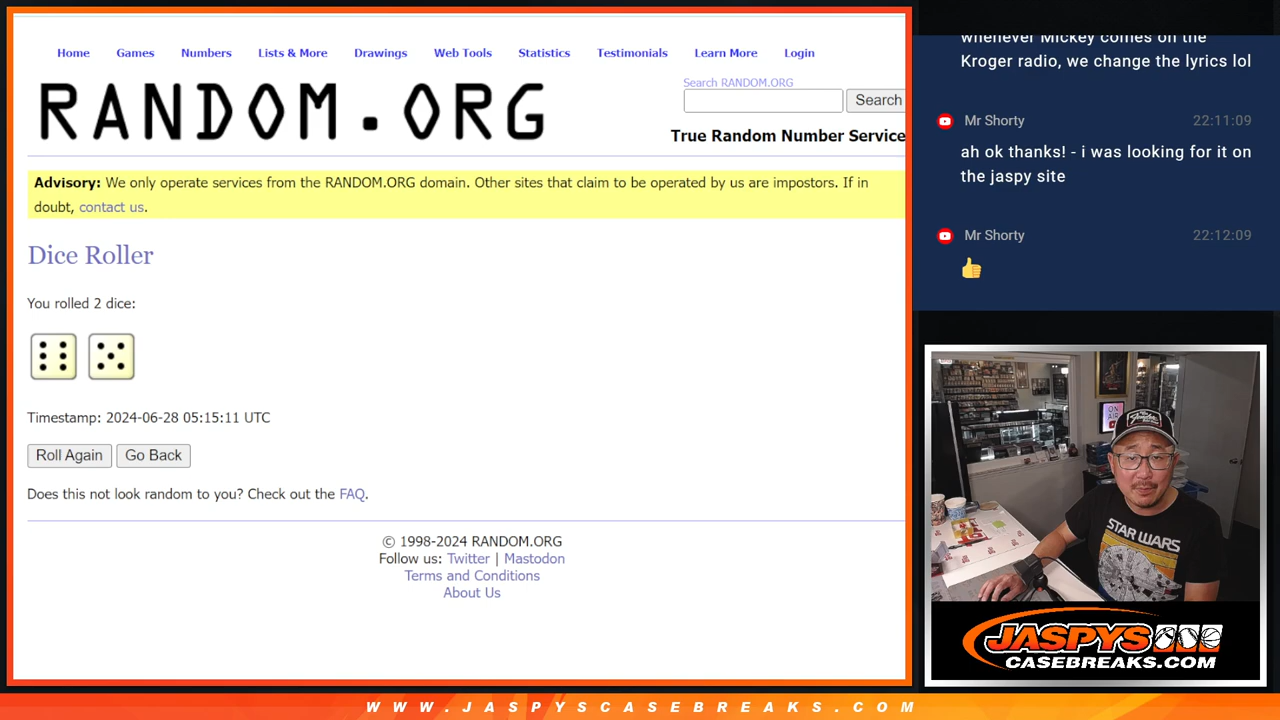 Home Games Numbers Lists & More Drawings Web Tools Statistics Testimonials Learn More Login
RANDOM.ORG
Search RANDOM.ORG
Search
True Random Number Service
Advisory: We only operate services from the RANDOM.ORG domain. Other sites that claim to be operated by us are impostors. If in
doubt, contact us.
Dice Roller
You rolled 2 dice:
Timestamp: 2024-06-28 05:15:11 UTC
Roll Again Go Back
Does this not look random to you? Check out the FAQ.
© 1998-2024 RANDOM.ORG
Follow us: Twitter | Mastodon
Terms and Conditions
About Us
whenever Mickey comes on the
Kroger radio, we change the lyrics lol
Mr Shorty 22:11:09
ah ok thanks! - i was looking for it on
the jaspy site
Mr Shorty 22:12:09
👍
ON
AIR
STAR WARS
JASPYS
CASEBREAKS.COM
WWW.JASPYSCASEBREAKS.COM